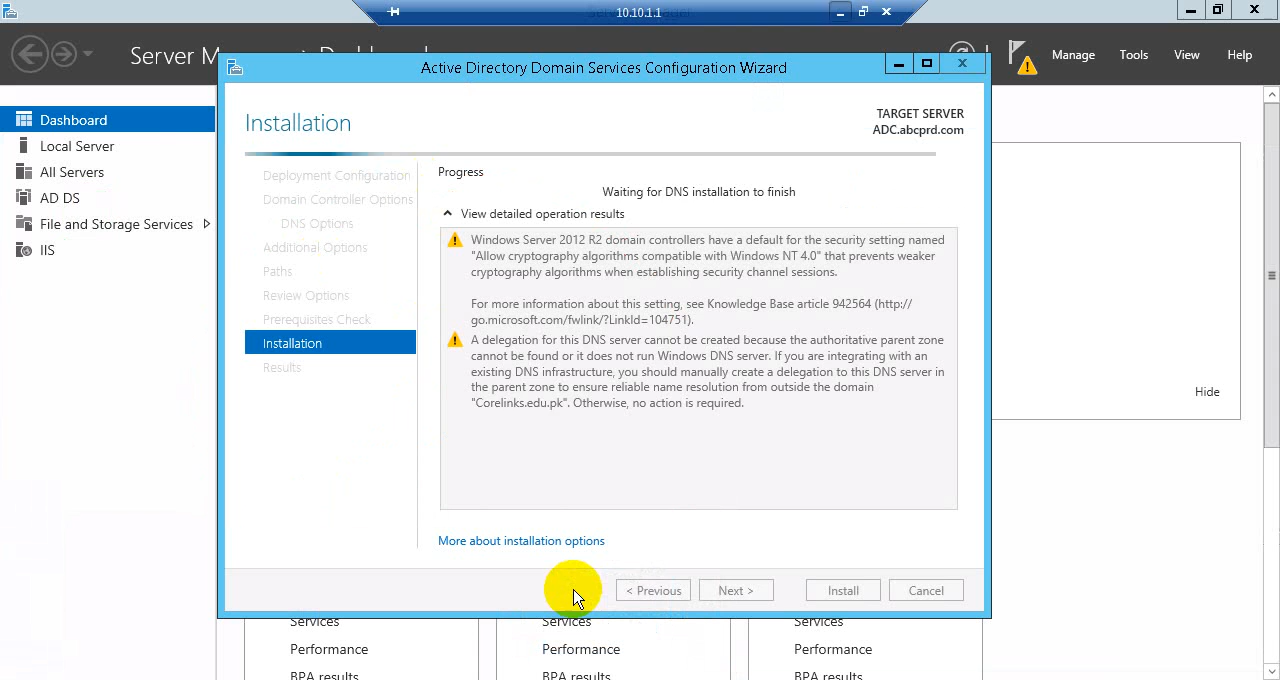 10.10.1.1
Server M
Manage
Tools
View
Help
Active Directory Domain Services Configuration Wizard
Dashboard
Local Server
All Servers
AD DS
File and Storage Services
IIS
Installation
TARGET SERVER
ADC.abcprd.com
Deployment Configuration
Domain Controller Options
DNS Options
Additional Options
Paths
Review Options
Prerequisites Check
Installation
Results
Progress
Waiting for DNS installation to finish
View detailed operation results
Windows Server 2012 R2 domain controllers have a default for the security setting named
"Allow cryptography algorithms compatible with Windows NT 4.0" that prevents weaker
cryptography algorithms when establishing security channel sessions.
For more information about this setting, see Knowledge Base article 942564 (http://
go.microsoft.com/fwlink/?LinkId=104751).
A delegation for this DNS server cannot be created because the authoritative parent zone
cannot be found or it does not run Windows DNS server. If you are integrating with an
existing DNS infrastructure, you should manually create a delegation to this DNS server in
the parent zone to ensure reliable name resolution from outside the domain
"Corelinks.edu.pk". Otherwise, no action is required.
More about installation options
< Previous
Next >
Install
Cancel
Hide
Services
Services
Services
Performance
Performance
Performance
BPA results
BPA results
BPA results